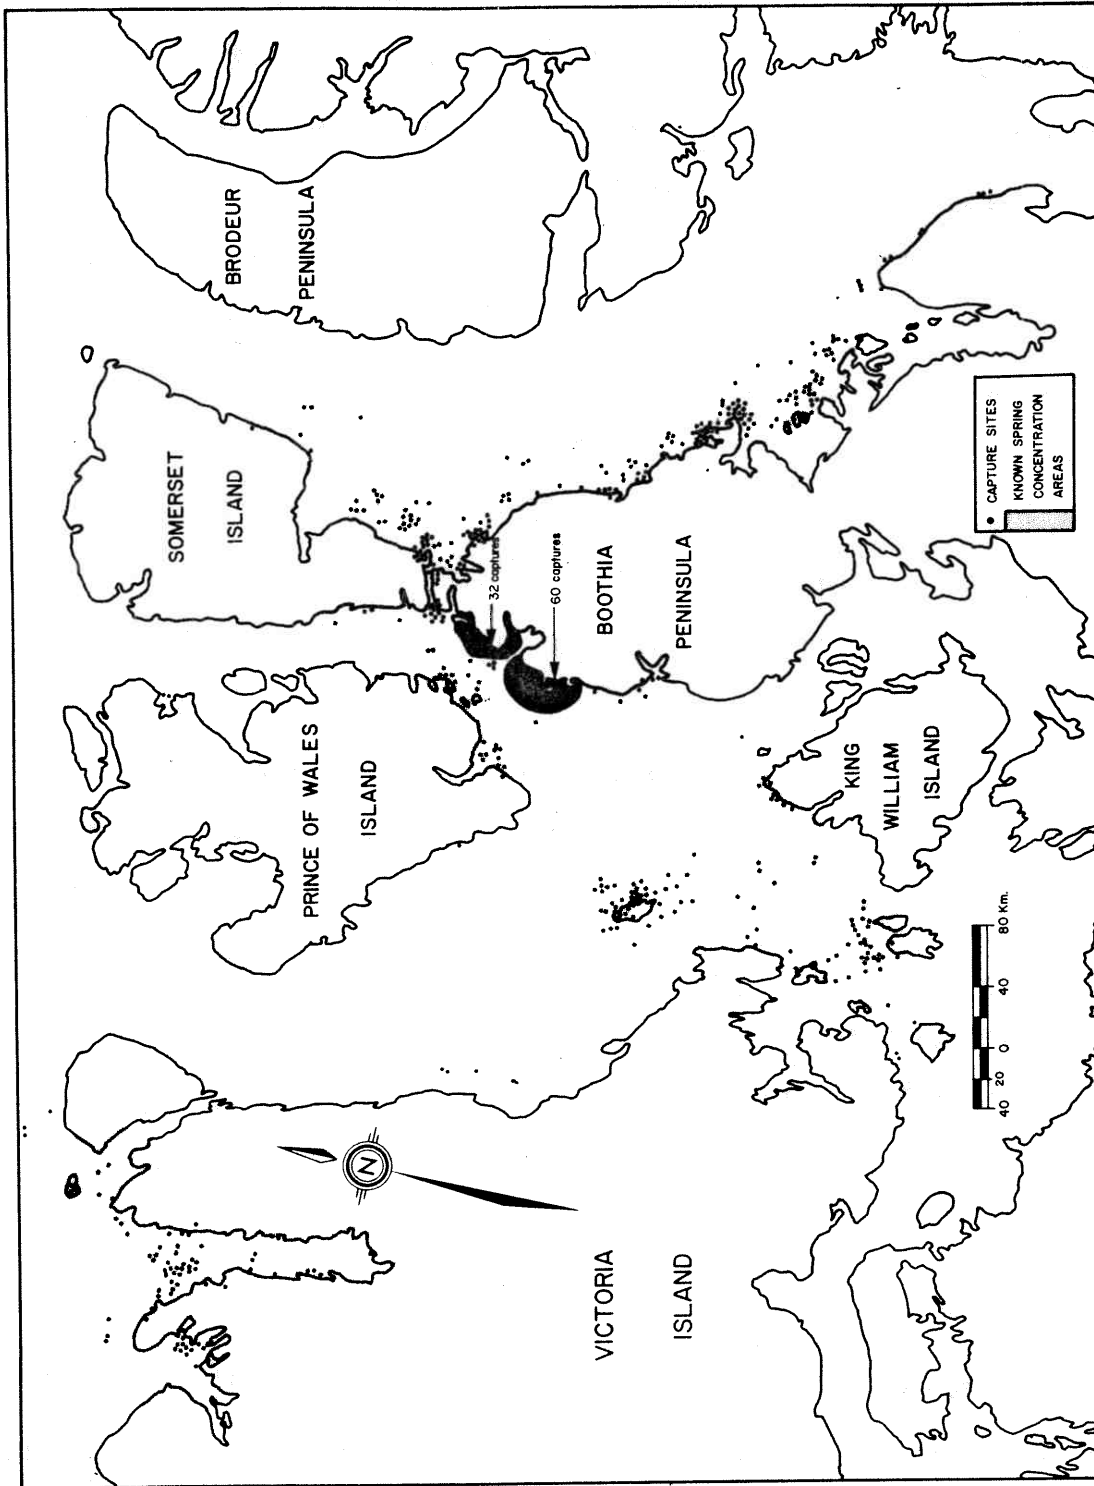 BRODEUR
PENINSULA
SOMERSET
ISLAND
PRINCE OF WALES
ISLAND
32 captures
60 captures
BOOTHIA
PENINSULA
KING
WILLIAM
ISLAND
VICTORIA
ISLAND
N
CAPTURE SITES
KNOWN SPRING
CONCENTRATION
AREAS
40 20 0 40 80 Km.